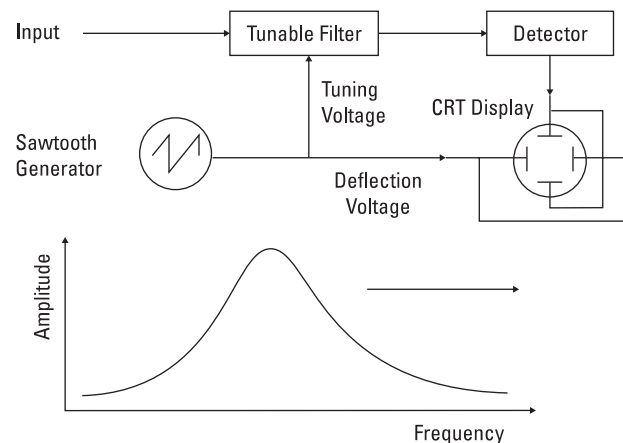 Input
Tunable Filter
Detector
Tuning
Voltage
CRT Display
Sawtooth
Generator
Deflection
Voltage
Amplitude
Frequency